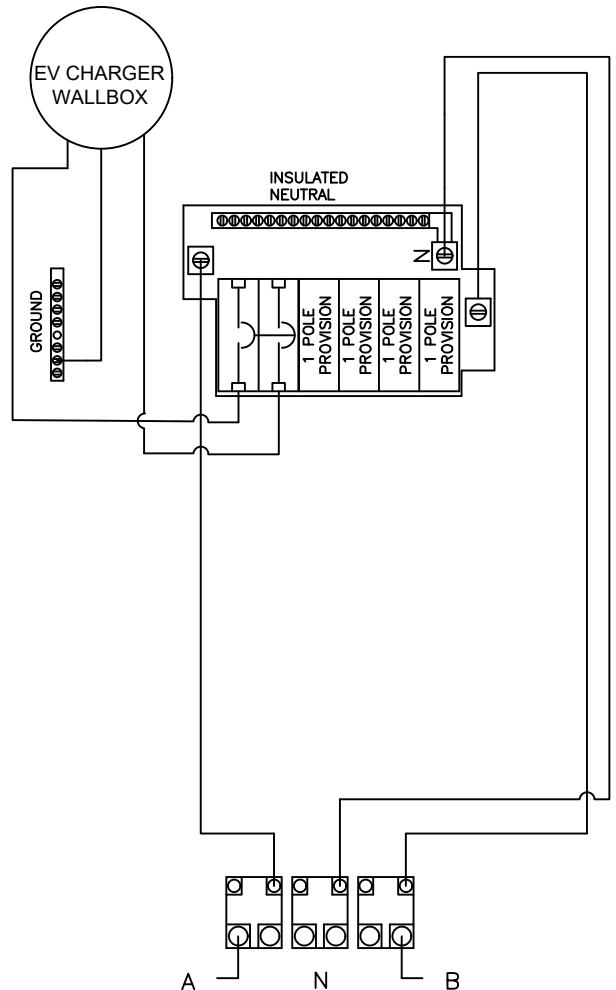 EV CHARGER
WALLBOX
INSULATED
NEUTRAL
N
GROUND
1 POLE
PROVISION
1 POLE
PROVISION
1 POLE
PROVISION
1 POLE
PROVISION
A
N
B